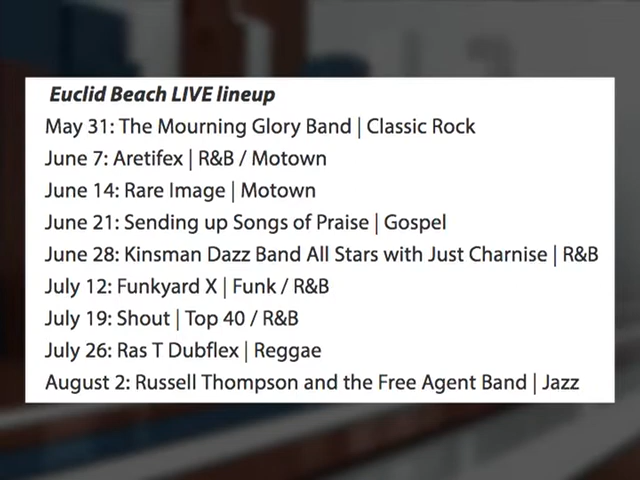 Euclid Beach LIVE lineup
May 31: The Mourning Glory Band | Classic Rock
June 7: Aretifex | R&B / Motown
June 14: Rare Image | Motown
June 21: Sending up Songs of Praise | Gospel
June 28: Kinsman Dazz Band All Stars with Just Charnise | R&B
July 12: Funkyard X | Funk / R&B
July 19: Shout | Top 40 / R&B
July 26: Ras T Dubflex | Reggae
August 2: Russell Thompson and the Free Agent Band | Jazz